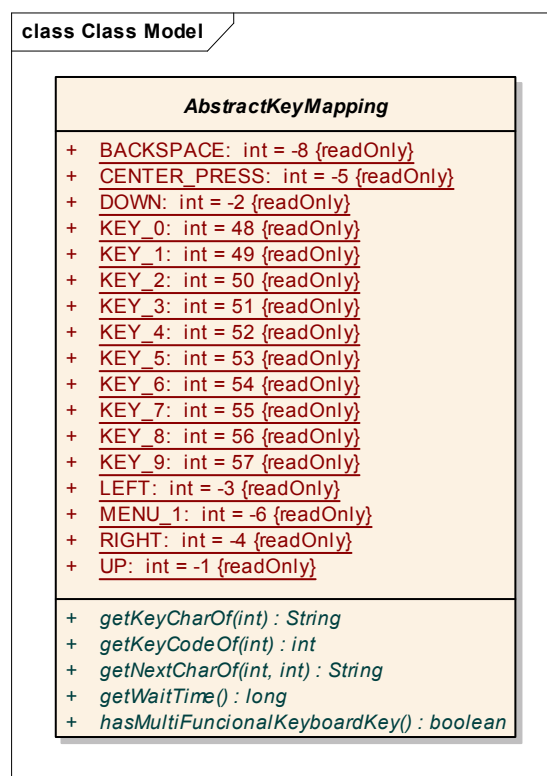 class Class Model
AbstractKeyMapping
+ BACKSPACE: int = -8 {readOnly}
+ CENTER_PRESS: int = -5 {readOnly}
+ DOWN: int = -2 {readOnly}
+ KEY_0: int = 48 {readOnly}
+ KEY_1: int = 49 {readOnly}
+ KEY_2: int = 50 {readOnly}
+ KEY_3: int = 51 {readOnly}
+ KEY_4: int = 52 {readOnly}
+ KEY_5: int = 53 {readOnly}
+ KEY_6: int = 54 {readOnly}
+ KEY_7: int = 55 {readOnly}
+ KEY_8: int = 56 {readOnly}
+ KEY_9: int = 57 {readOnly}
+ LEFT: int = -3 {readOnly}
+ MENU_1: int = -6 {readOnly}
+ RIGHT: int = -4 {readOnly}
+ UP: int = -1 {readOnly}
+ getKeyCharOf(int) : String
+ getKeyCodeOf(int) : int
+ getNextCharOf(int, int) : String
+ getWaitTime() : long
+ hasMultiFuncionalKeyboardKey() : boolean